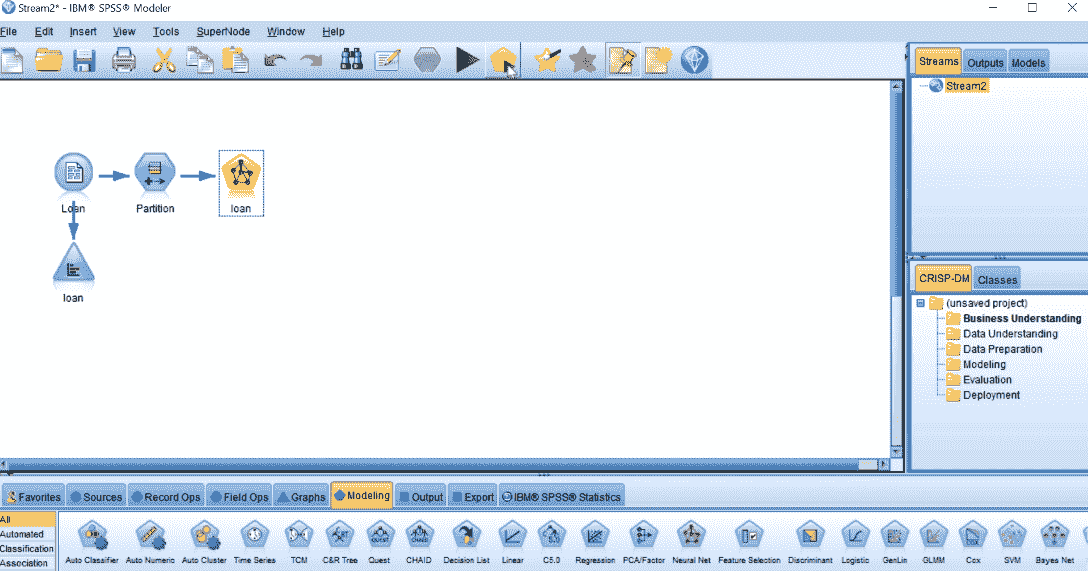 Stream2* - IBM® SPSS® Modeler
File Edit Insert View Tools SuperNode Window Help
Streams Outputs Models
Stream2
Loan
Partition
loan
loan
CRISP-DM Classes
(unsaved project)
Business Understanding
Data Understanding
Data Preparation
Modeling
Evaluation
Deployment
Favorites Sources Record Ops Field Ops Graphs Modeling Output Export IBM® SPSS® Statistics
All
Automated
Classification
Association
Auto Classifier Auto Numeric Auto Cluster Time Series TCM C&R Tree Quest CHAID Decision List Linear C5.0 Regression PCA/Factor Neural Net Feature Selection Discriminant Logistic GenLin GLMM Cox SVM Bayes Net